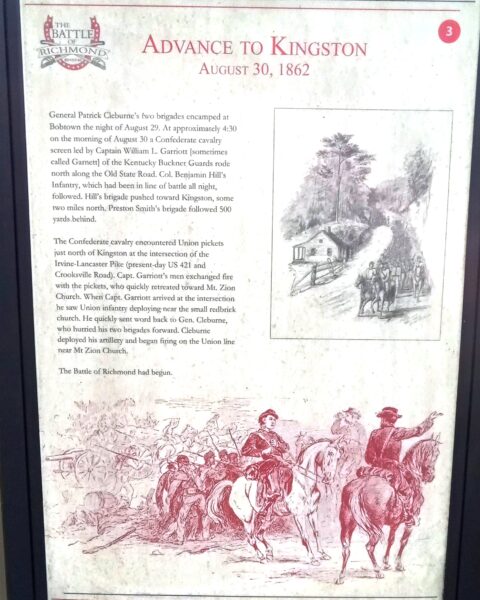 THE
BATTLE
OF
RICHMOND
3
ADVANCE TO KINGSTON
AUGUST 30, 1862
General Patrick Cleburne's two brigades encamped at
Bobtown the night of August 29. At approximately 4:30
on the morning of August 30 a Confederate cavalry
screen led by Captain William L. Garriott [sometimes
called Garnett] of the Kentucky Buckner Guards rode
north along the Old State Road. Col. Benjamin Hill's
Infantry, which had been in line of battle all night,
followed. Hill's brigade pushed toward Kingston, some
two miles north. Preston Smith's brigade followed 500
yards behind.
The Confederate cavalry encountered Union pickets
just north of Kingston at the intersection of the
Irvine-Lancaster Pike (present-day US 421 and
Crooksville Road). Capt. Garriott's men exchanged fire
with the pickets, who quickly retreated toward Mt. Zion
Church. When Capt. Garriott arrived at the intersection
he saw Union infantry deploying near the small redbrick
church. He quickly sent word back to Gen. Cleburne,
who hurried his two brigades forward. Cleburne
deployed his artillery and began firing on the Union line
near Mt Zion Church.
The Battle of Richmond had begun.